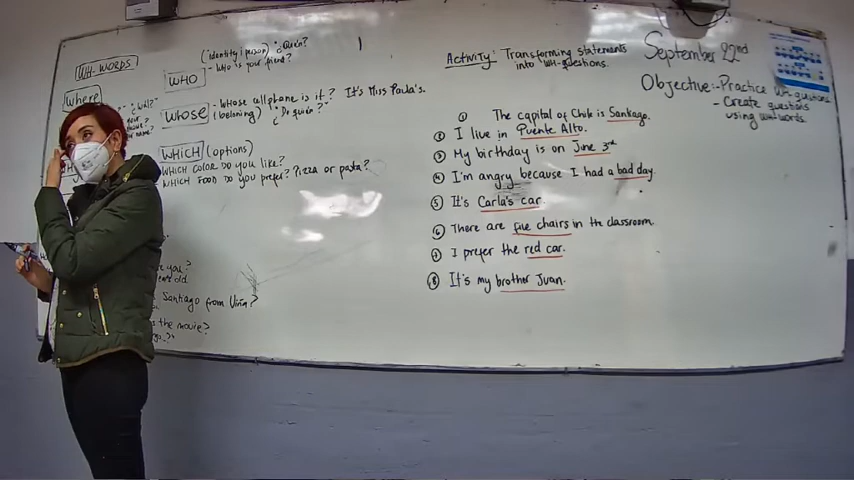 WH-WORDS
Where
(identity, person) ¿Quién?
WHO
- WHO is your friend?
WHOSE
- WHOSE cellphone is it? It's Miss Paula's.
(belonging) ¿De quién?
WHICH (options)
WHICH COLOR DO YOU LIKE?
WHICH FOOD DO YOU prefer? Pizza or pasta?
Santiago from Viña?
the movie?
Activity: Transforming statements
into WH-questions.
① The capital of Chile is Santiago.
② I live in Puente Alto.
③ My birthday is on June 3rd
④ I'm angry because I had a bad day.
⑤ It's Carla's car.
⑥ There are five chairs in the classroom.
⑦ I prefer the red car.
⑧ It's my brother Juan.
September 22nd
Objective: - Practice WH-questions
- Create questions
using wh words.